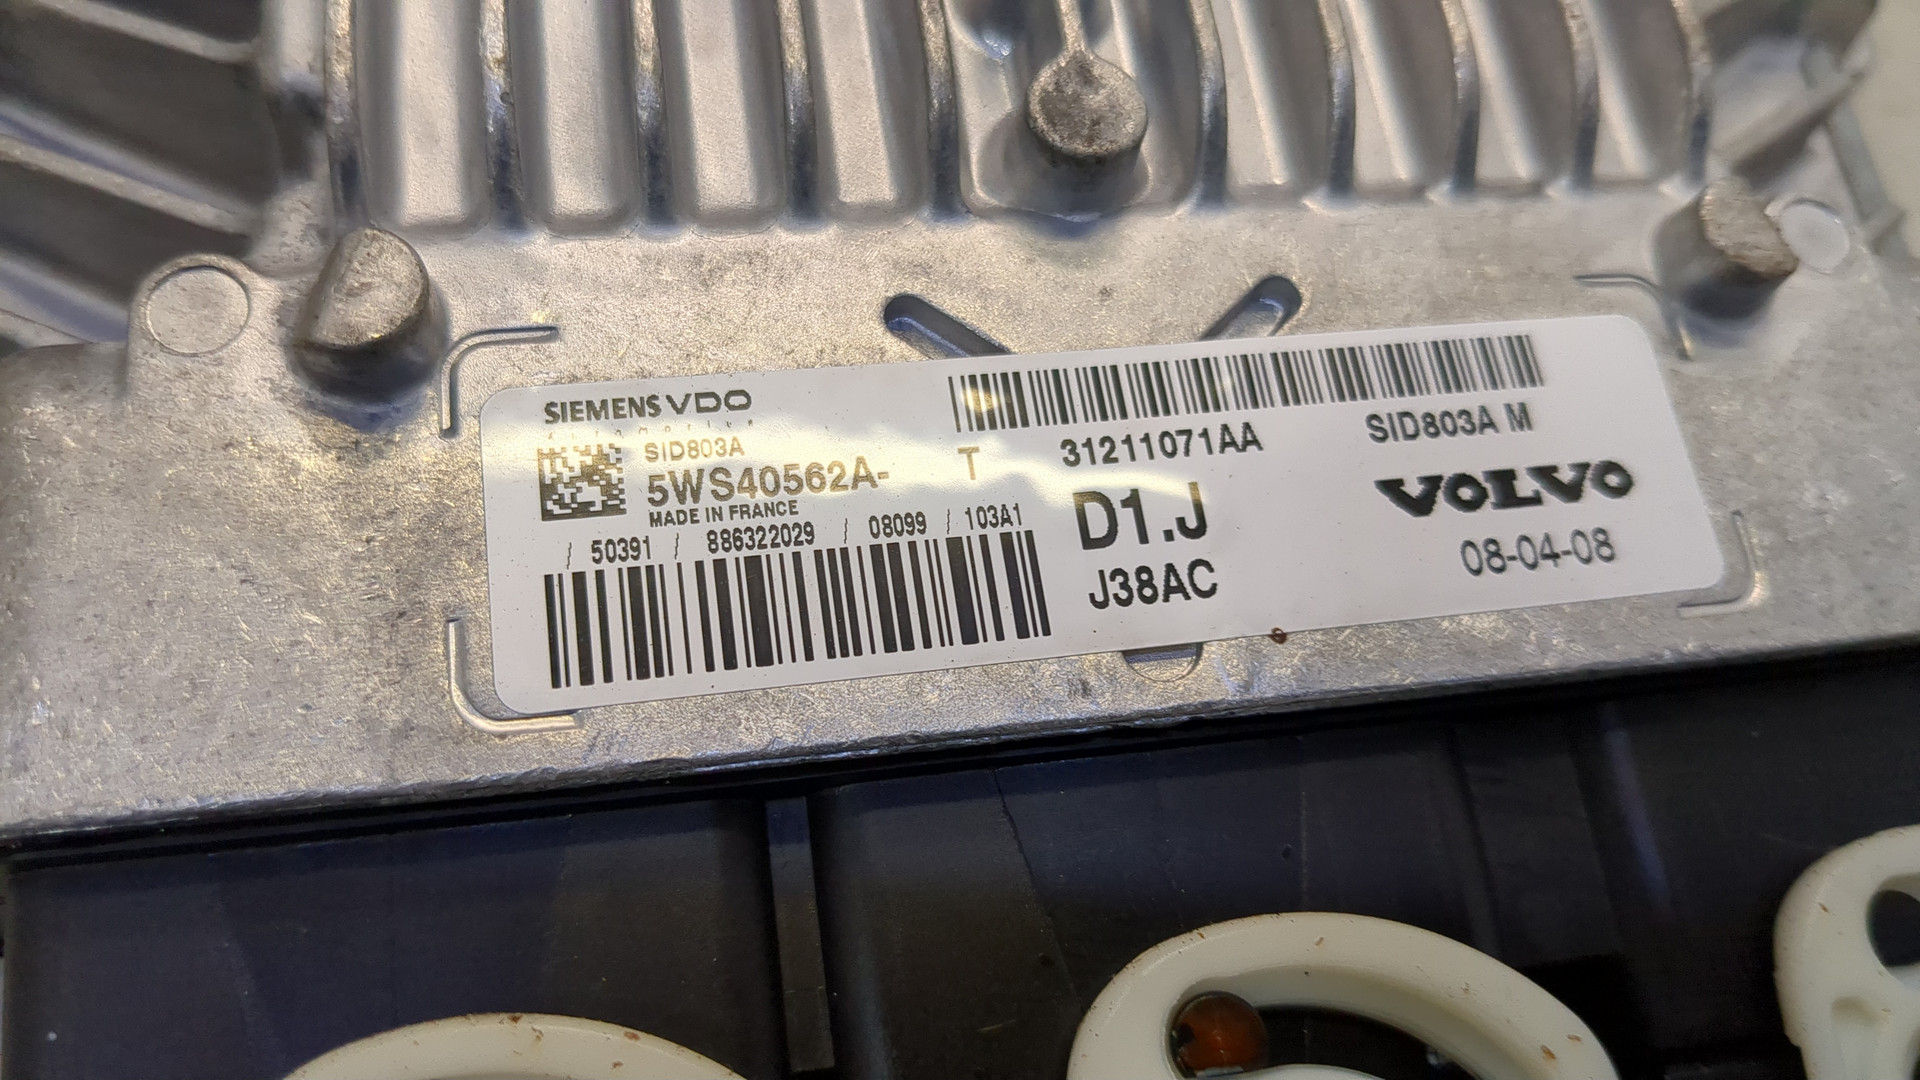 SIEMENS VDO
Automotive
SID803A
5WS40562A- T
MADE IN FRANCE
50391 / 886322029 / 08099 / 103A1
31211071AA
SID803A M
D1.J
VOLVO
J38AC
08-04-08